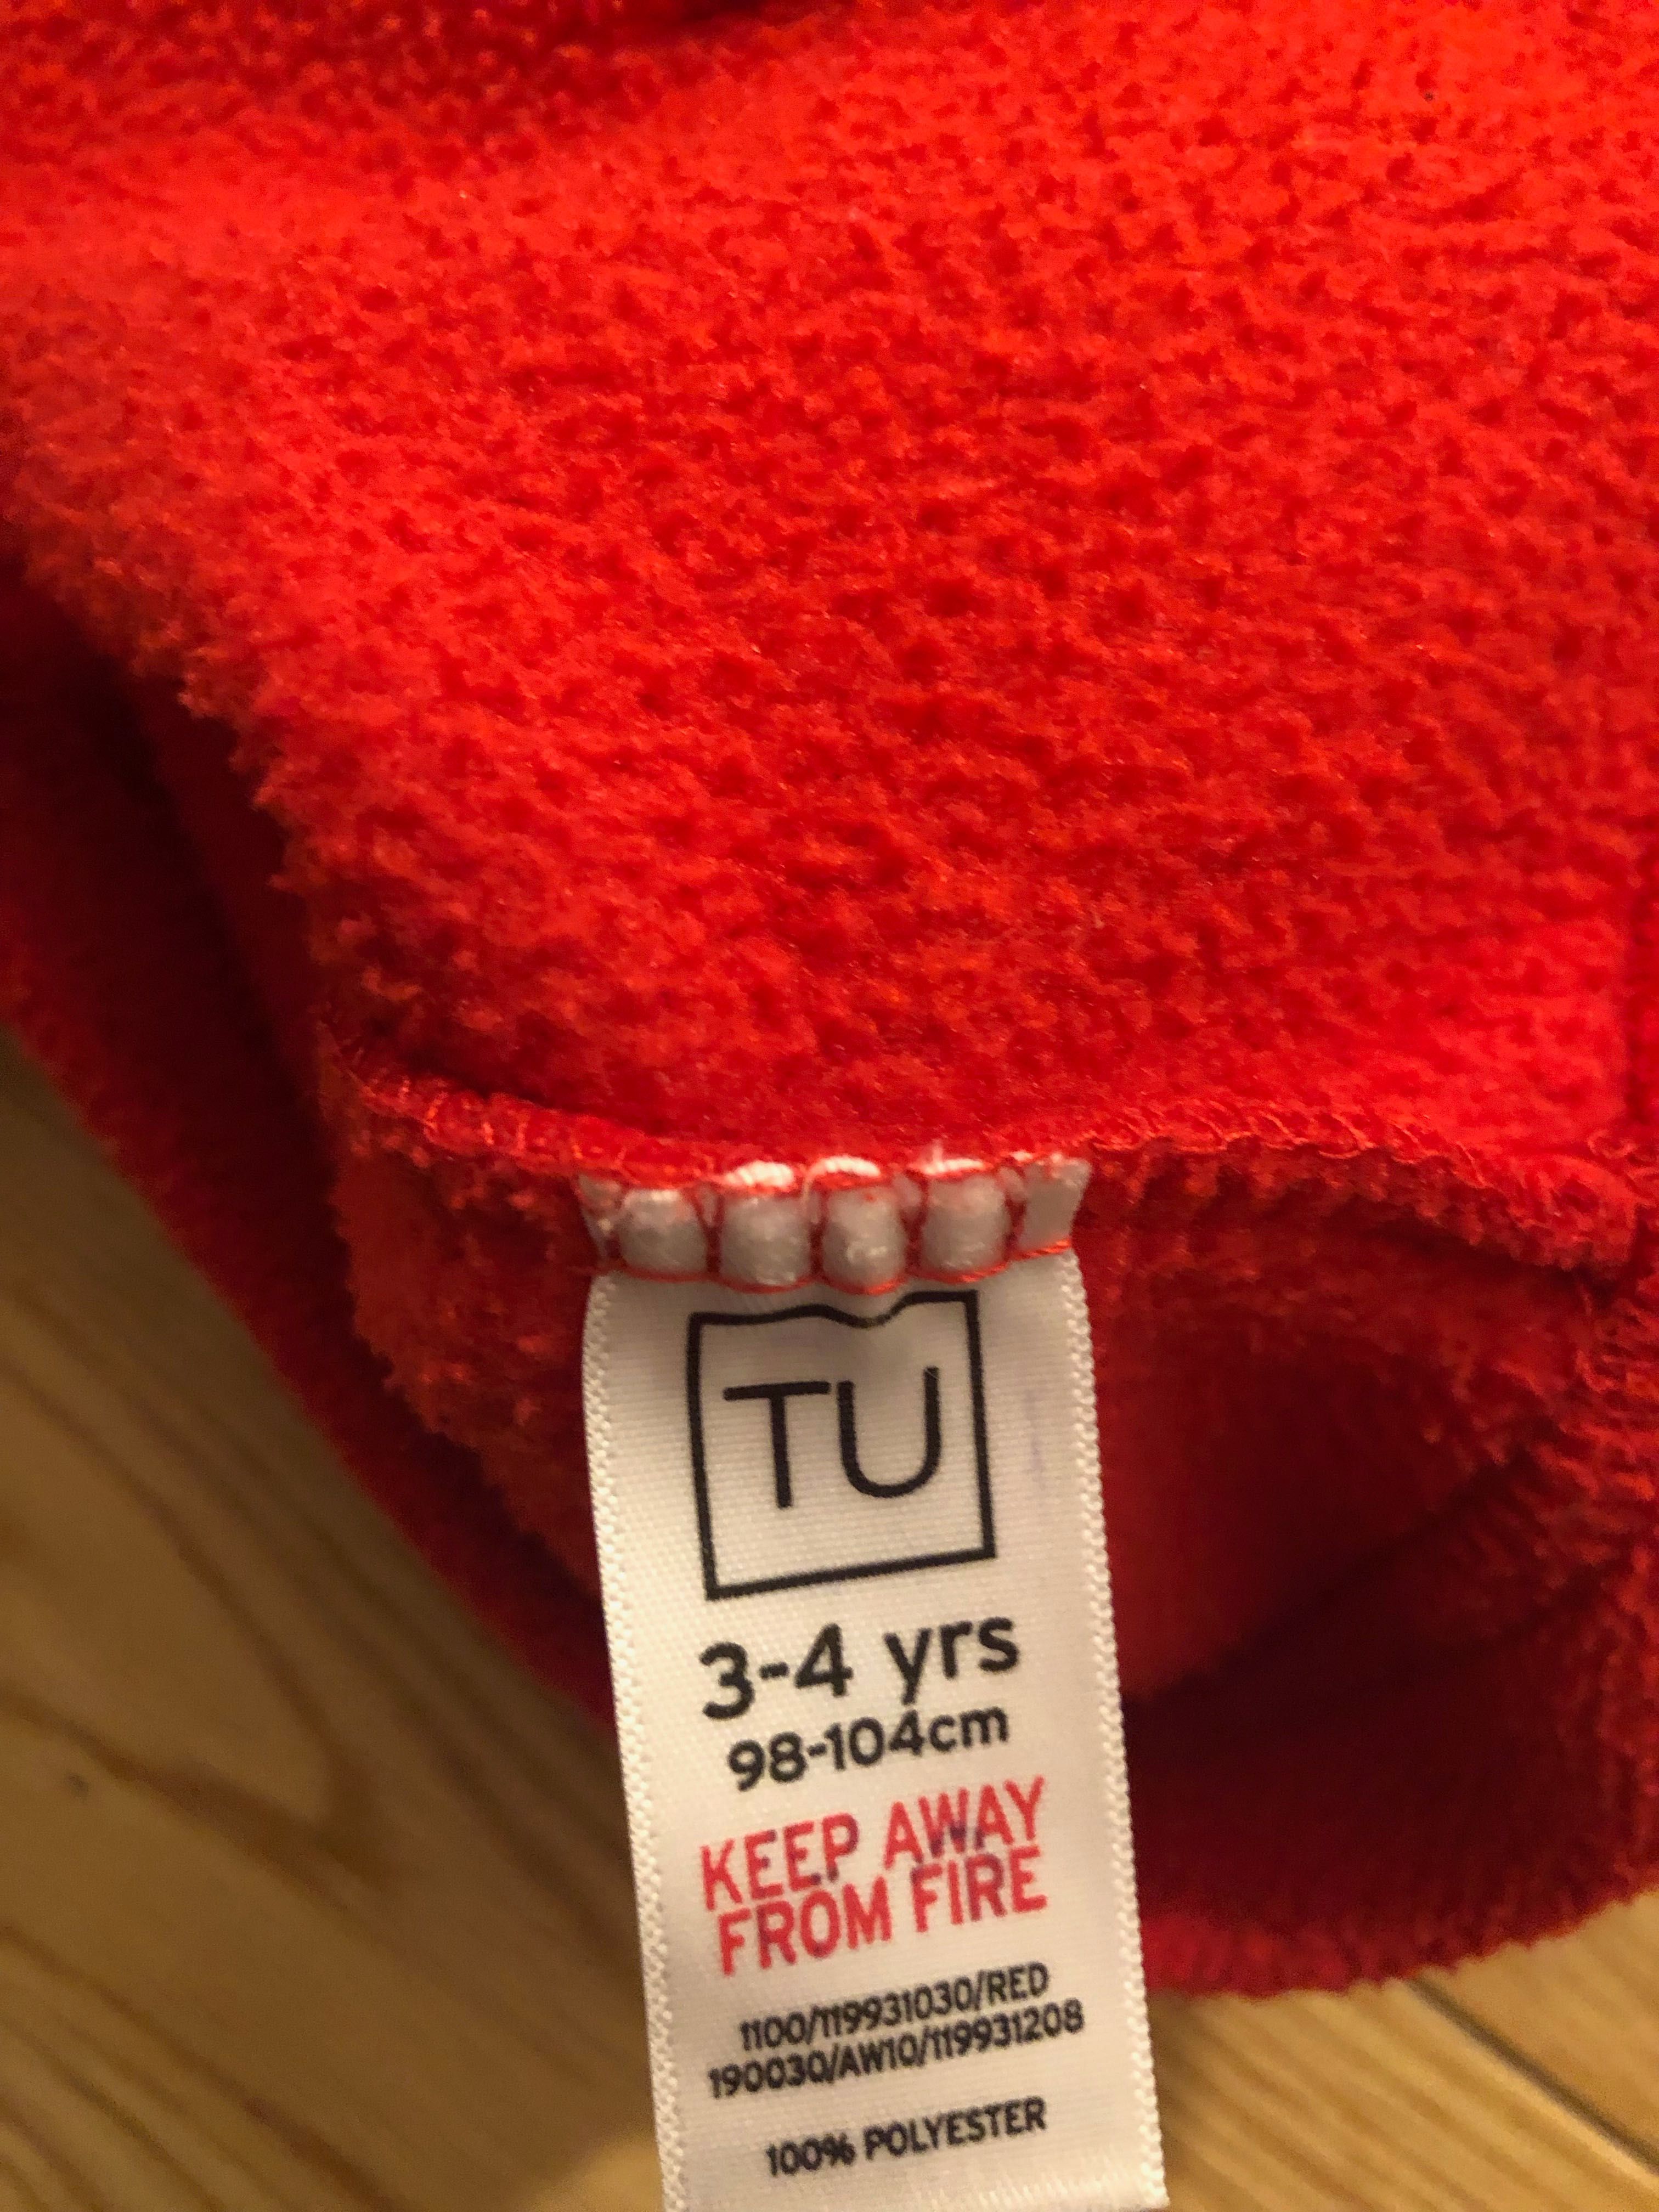 TU
3-4 yrs
98-104cm
KEEP AWAY
FROM FIRE
1100/119931030/RED
190030/AW10/119931208
100% POLYESTER